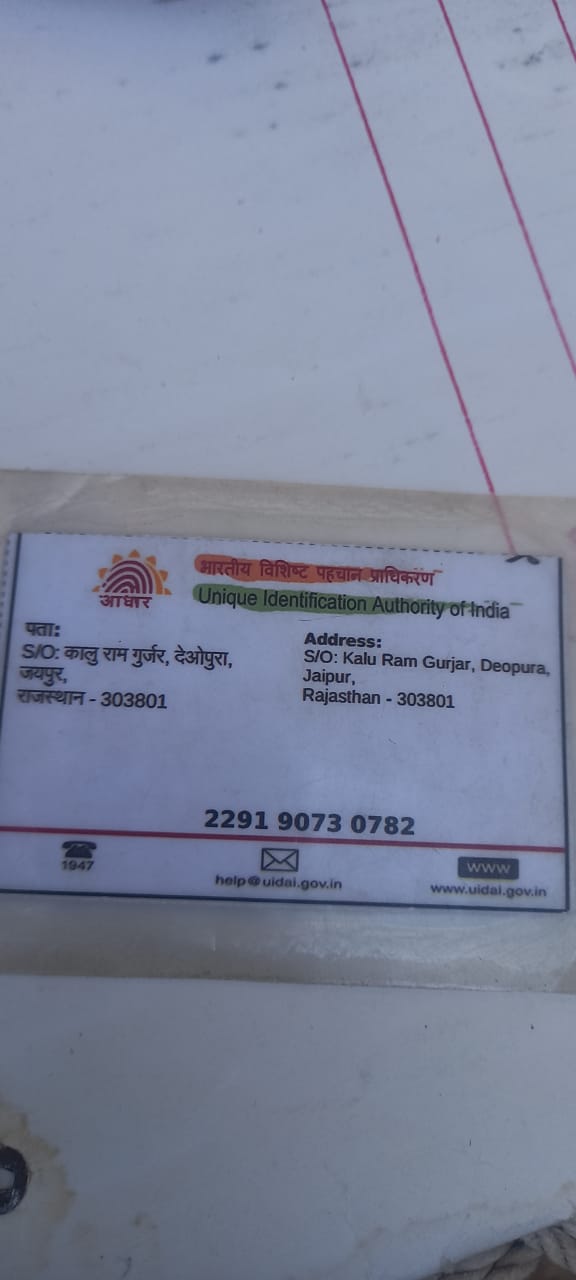 आधार
भारतीय विशिष्ट पहचान प्राधिकरण
Unique Identification Authority of India
पता:
S/O: कालु राम गुर्जर, देओपुरा,
जयपुर,
राजस्थान - 303801
Address:
S/O: Kalu Ram Gurjar, Deopura,
Jaipur,
Rajasthan - 303801
2291 9073 0782
1947
help@uidai.gov.in
www
www.uidai.gov.in